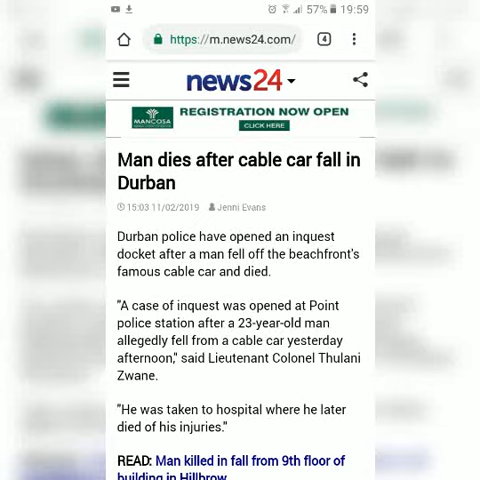 57% 19:59
https://m.news24.com/ 4
news24
MANCOSA REGISTRATION NOW OPEN
CLICK HERE
Man dies after cable car fall in
Durban
15:03 11/02/2019 Jenni Evans
Durban police have opened an inquest
docket after a man fell off the beachfront's
famous cable car and died.
"A case of inquest was opened at Point
police station after a 23-year-old man
allegedly fell from a cable car yesterday
afternoon," said Lieutenant Colonel Thulani
Zwane.
"He was taken to hospital where he later
died of his injuries."
READ: Man killed in fall from 9th floor of
building in Hillbrow